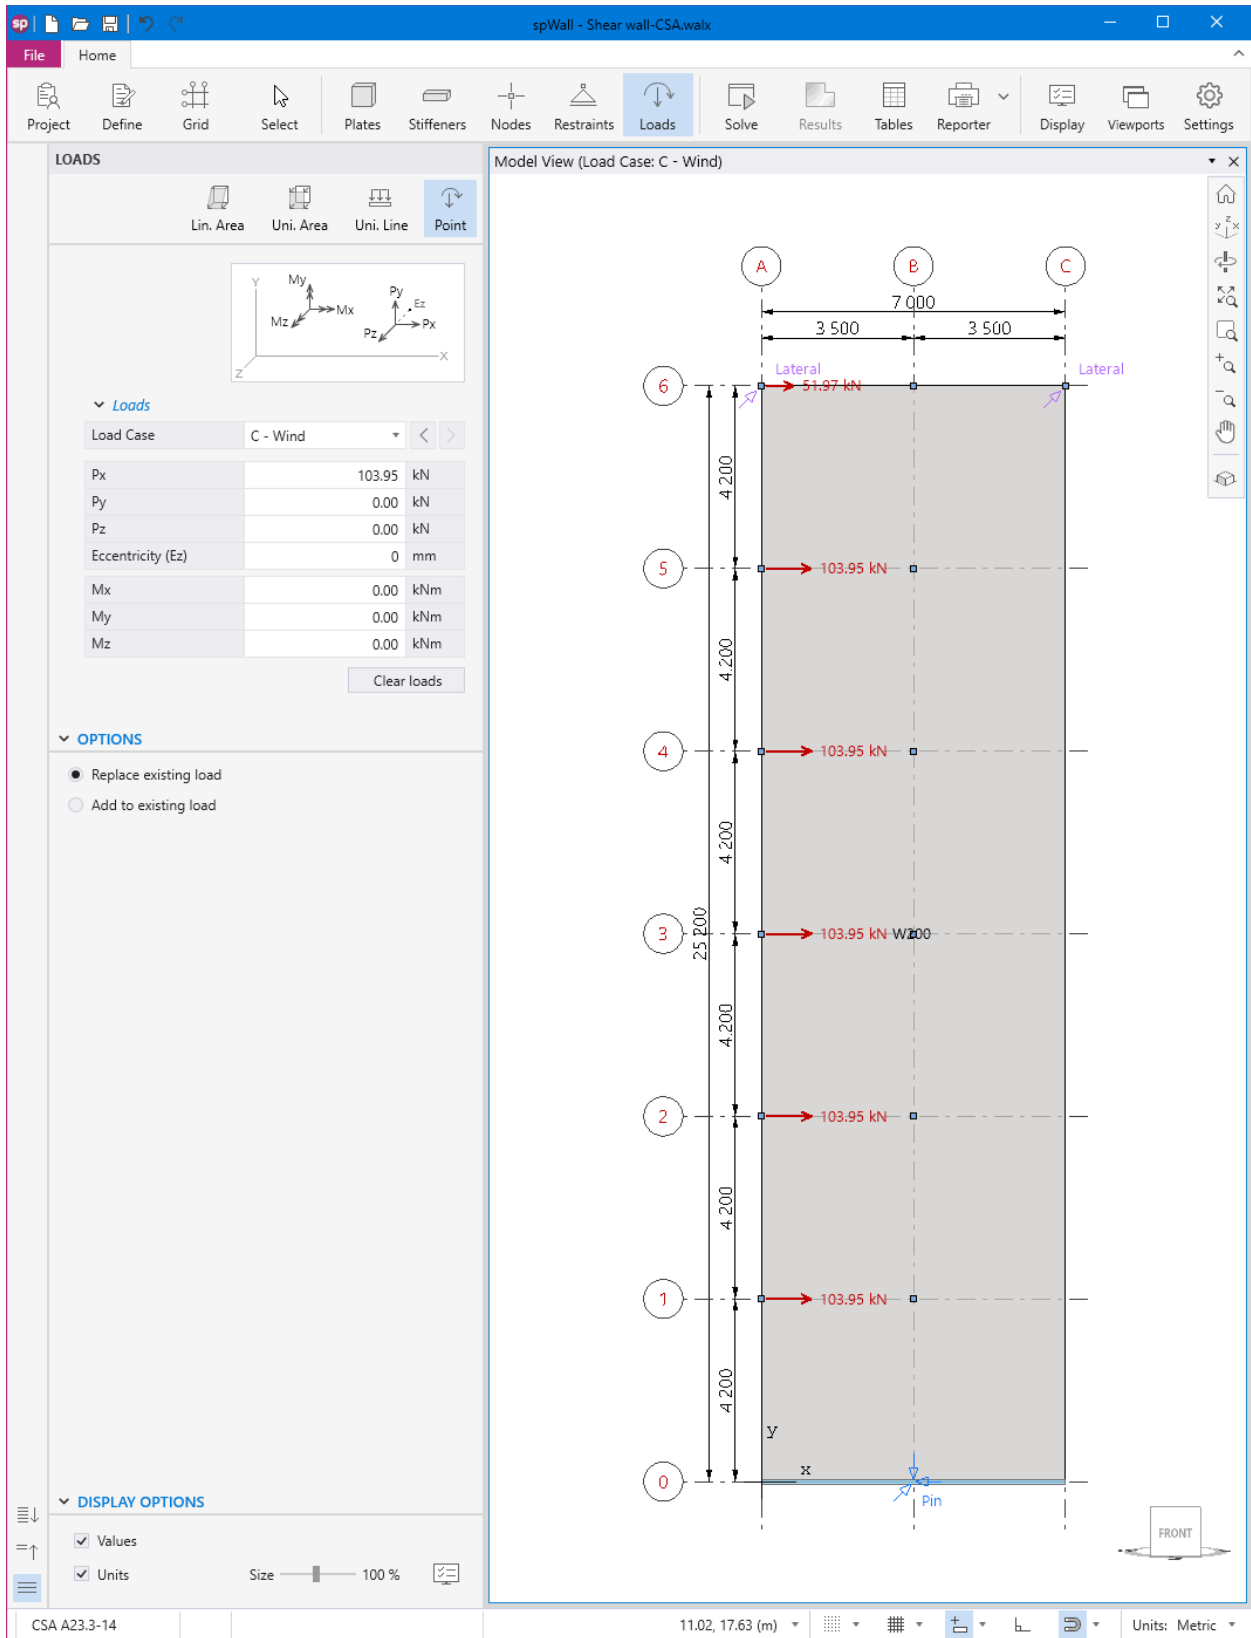 sp
spWall - Shear wall-CSA.walx
File Home
Project Define Grid Select Plates Stiffeners Nodes Restraints Loads Solve Results Tables Reporter Display Viewports Settings
LOADS
Lin. Area Uni. Area Uni. Line Point
Y My Mx Mz Py Ez Px Pz X Z
Loads
Load Case C - Wind
Px 103.95 kN
Py 0.00 kN
Pz 0.00 kN
Eccentricity (Ez) 0 mm
Mx 0.00 kNm
My 0.00 kNm
Mz 0.00 kNm
Clear loads
OPTIONS
Replace existing load
Add to existing load
DISPLAY OPTIONS
Values
Units Size 100 %
Model View (Load Case: C - Wind)
y z x
A B C
7 000
3 500 3 500
Lateral Lateral
6 51.97 kN
4 200
5 103.95 kN
4 200
4 103.95 kN
4 200
3 103.95 kN W200
25 200
4 200
2 103.95 kN
4 200
1 103.95 kN
4 200
y
x
0
Pin
FRONT
CSA A23.3-14 11.02, 17.63 (m) Units: Metric